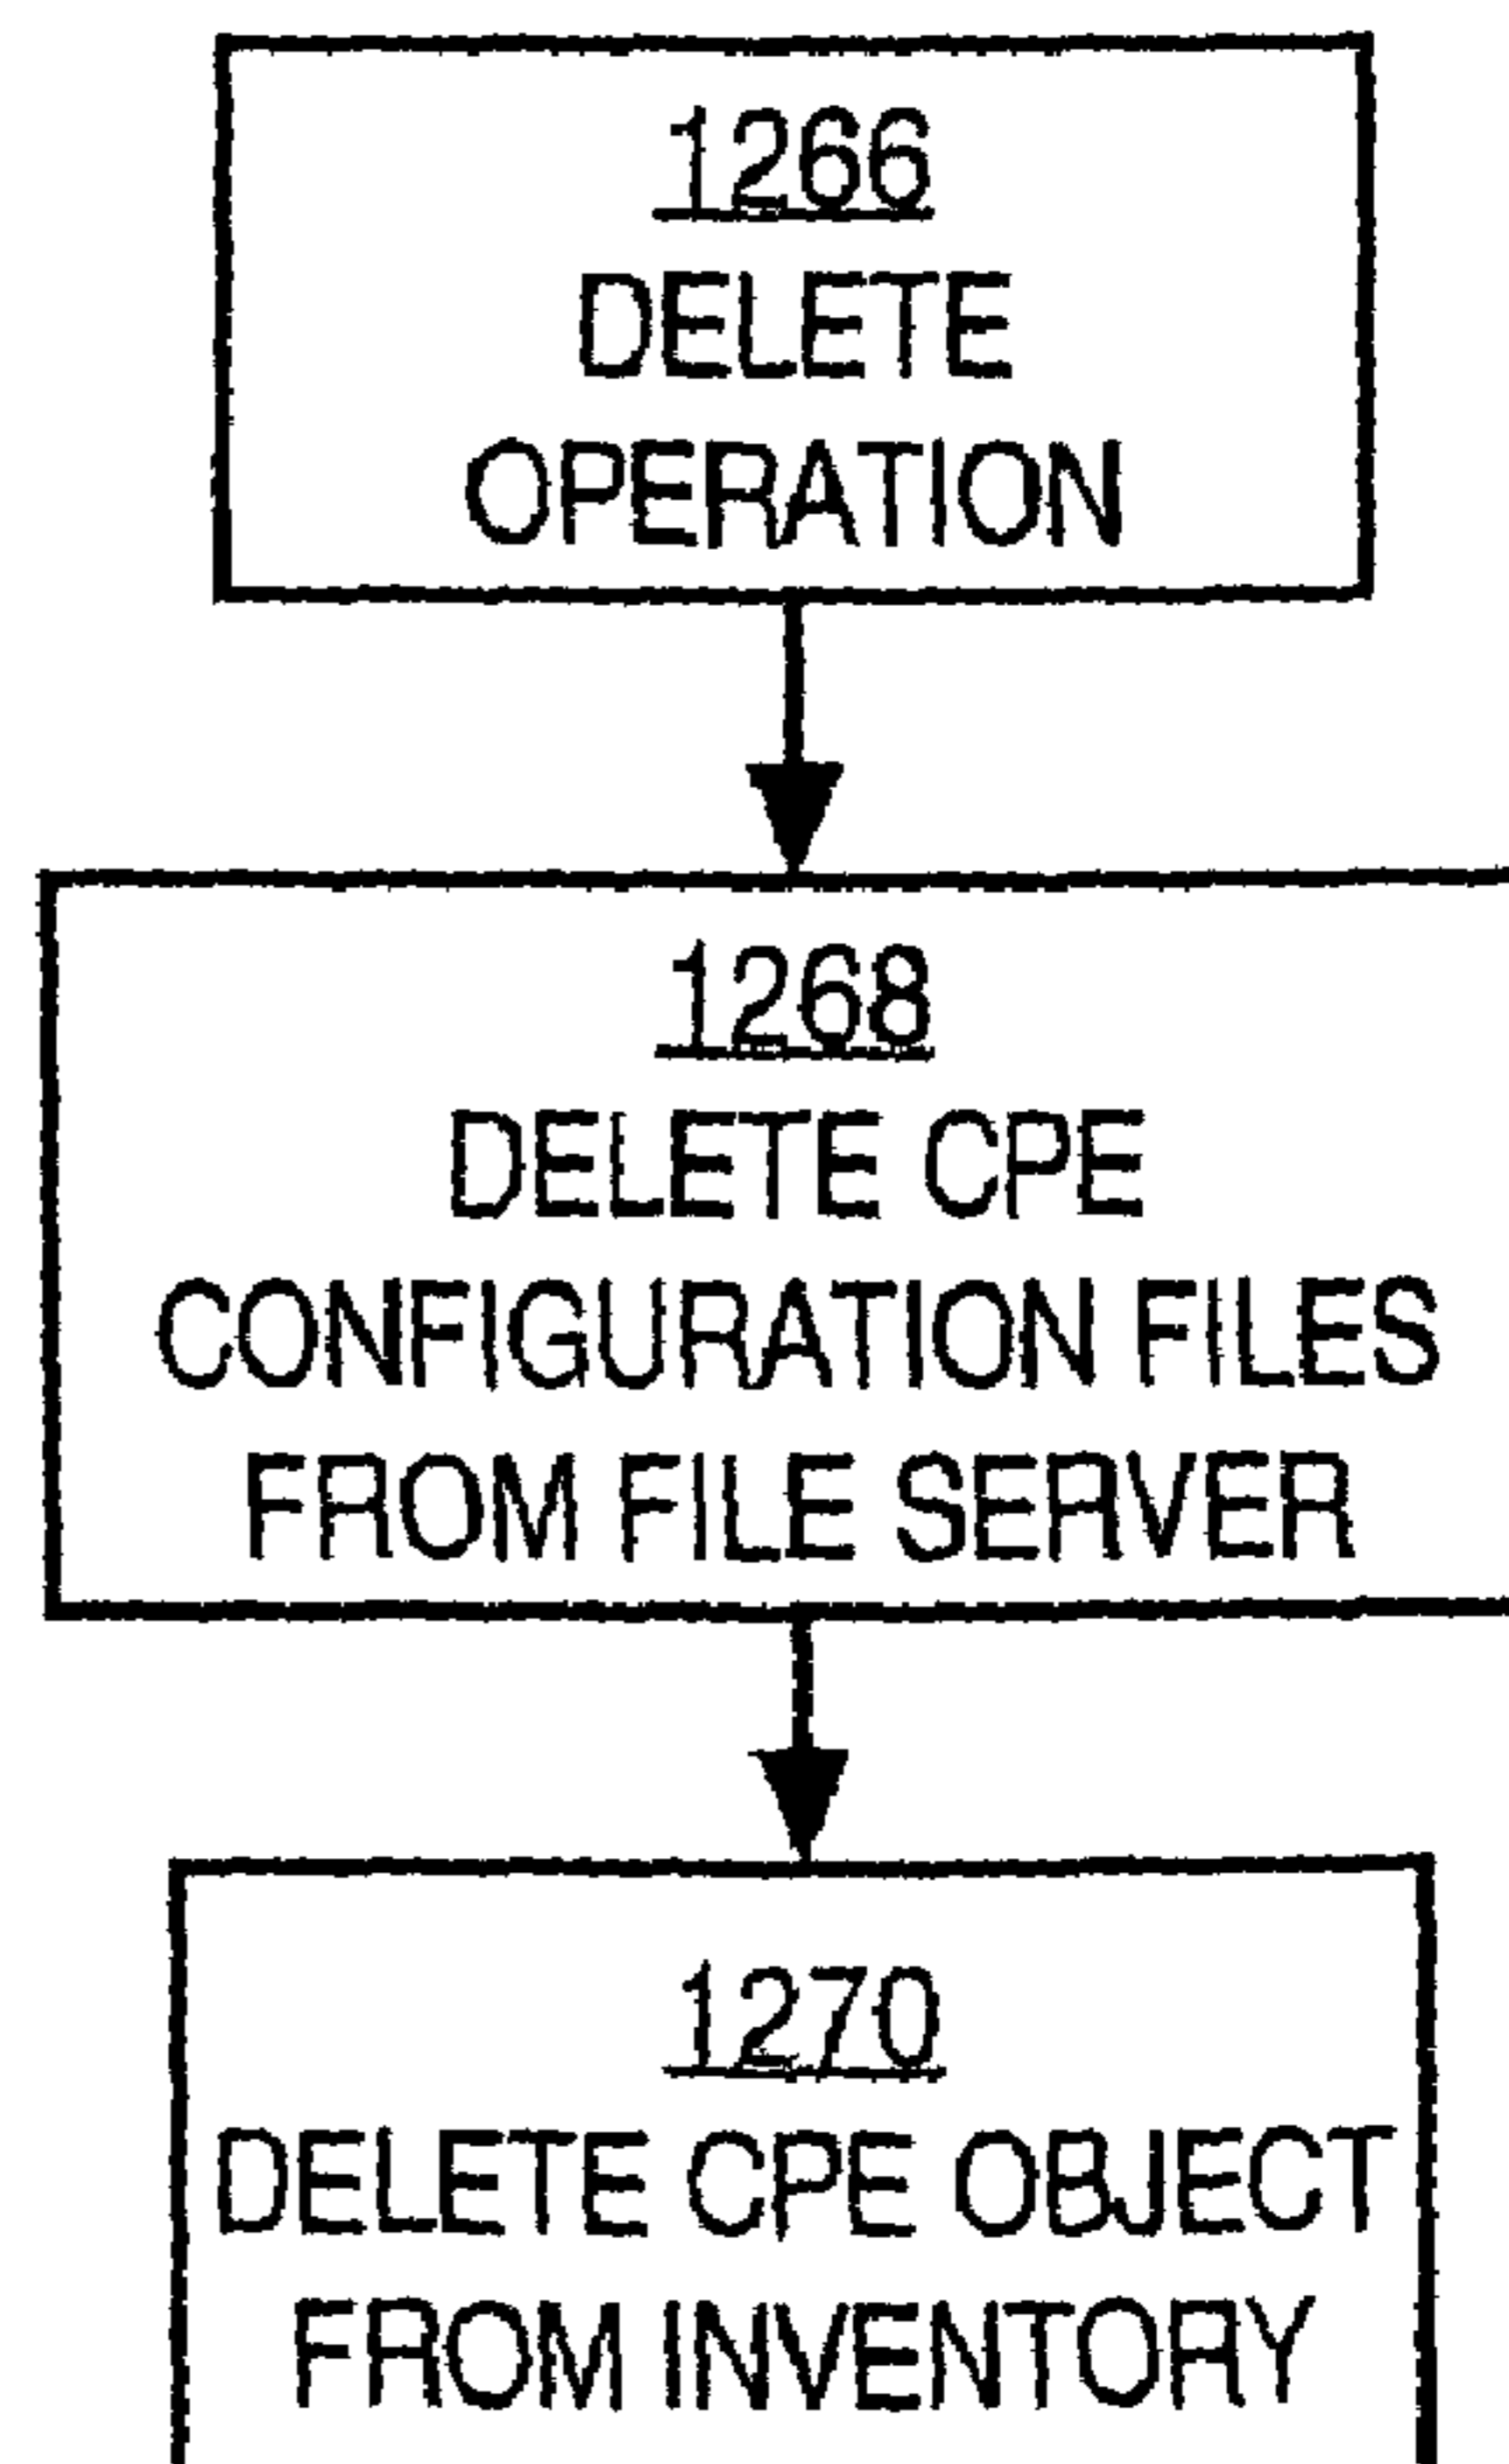 1266
DELETE
OPERATION
1268
DELETE CPE
CONFIGURATION FILES
FROM FILE SERVER
1270
DELETE CPE OBJECT
FROM INVENTORY